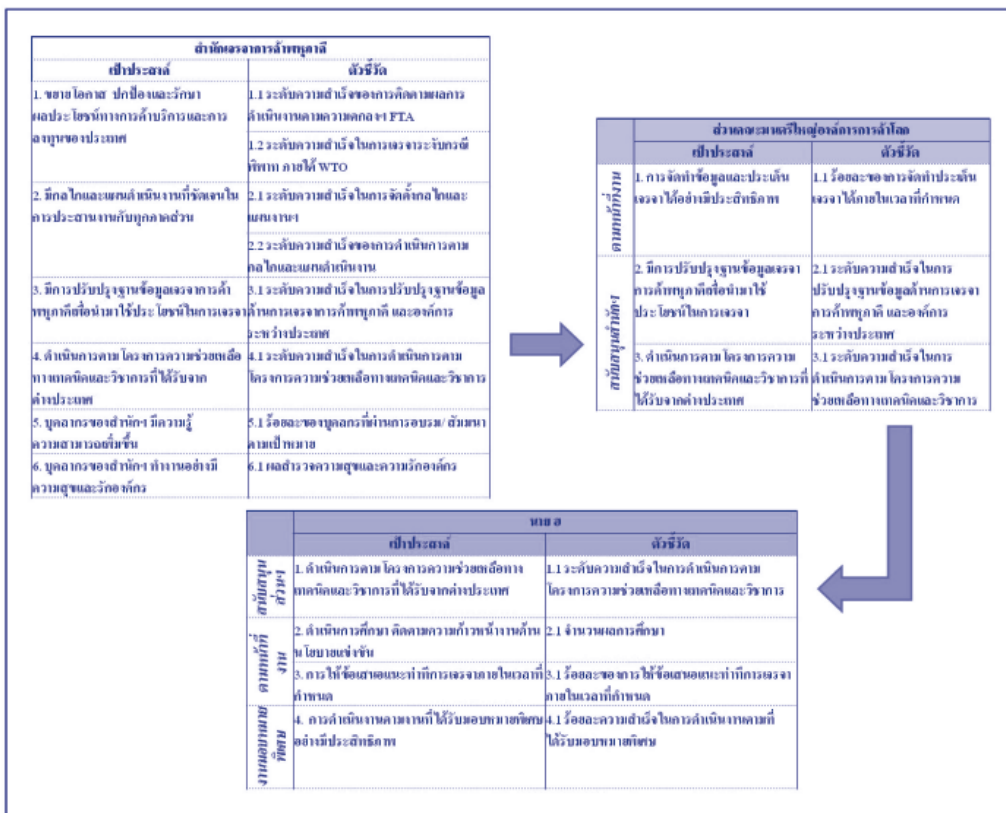 สำนักเจรจาการค้าพหุภาคี
เป้าประสงค์ ตัวชี้วัด
1. ขยายโอกาส ปกป้องและรักษา
ผลประโยชน์ทางการค้าบริการและการ
ลงทุนของประเทศ
1.1 ระดับความสำเร็จของการติดตามผลการ
ดำเนินงานตามความตกลงฯ FTA
1.2 ระดับความสำเร็จในการเจรจาระงับกรณี
พิพาท ภายใต้ WTO
2. มีกลไกและแผนดำเนินงานที่ชัดเจนใน
การประสานงานกับทุกภาคส่วน
2.1 ระดับความสำเร็จในการจัดตั้งกลไกและ
แผนงานฯ
2.2 ระดับความสำเร็จของการดำเนินการตาม
กลไกและแผนดำเนินงาน
3. มีการปรับปรุงฐานข้อมูลเจรจาการค้า
พหุภาคีเพื่อนำมาใช้ประโยชน์ในการเจรจา
3.1 ระดับความสำเร็จในการปรับปรุงฐานข้อมูล
ด้านการเจรจาการค้าพหุภาคี และองค์การ
ระหว่างประเทศ
4. ดำเนินการตามโครงการความช่วยเหลือ
ทางเทคนิคและวิชาการที่ได้รับจาก
ต่างประเทศ
4.1 ระดับความสำเร็จในการดำเนินการตาม
โครงการความช่วยเหลือทางเทคนิคและวิชาการ
5. บุคลากรของสำนักฯ มีความรู้
ความสามารถเพิ่มขึ้น
5.1 ร้อยละของบุคลกรที่ผ่านการอบรม/ สัมมนา
ตามเป้าหมาย
6. บุคลากรของสำนักฯ ทำงานอย่างมี
ความสุขและรักองค์กร
6.1 ผลสำรวจความสุขและความรักองค์กร
ส่วนคณะมนตรีใหญ่องค์การการค้าโลก
เป้าประสงค์ ตัวชี้วัด
ตามหน้าที่งาน
1. การจัดทำข้อมูลและประเด็น
เจรจาได้อย่างมีประสิทธิภาพ
1.1 ร้อยละของการจัดทำประเด็น
เจรจาได้ภายในเวลาที่กำหนด
สนับสนุนสำนักฯ
2. มีการปรับปรุงฐานข้อมูลเจรจา
การค้าพหุภาคีเพื่อนำมาใช้
ประโยชน์ในการเจรจา
2.1 ระดับความสำเร็จในการ
ปรับปรุงฐานข้อมูลด้านการเจรจา
การค้าพหุภาคี และองค์การ
ระหว่างประเทศ
3. ดำเนินการตามโครงการความ
ช่วยเหลือทางเทคนิคและวิชาการที่
ได้รับจากต่างประเทศ
3.1 ระดับความสำเร็จในการ
ดำเนินการตามโครงการความ
ช่วยเหลือทางเทคนิคและวิชาการ
นาย อ
เป้าประสงค์ ตัวชี้วัด
สนับสนุน
ส่วนฯ
1. ดำเนินการตามโครงการความช่วยเหลือทาง
เทคนิคและวิชาการที่ได้รับจากต่างประเทศ
1.1 ระดับความสำเร็จในการดำเนินการตาม
โครงการความช่วยเหลือทางเทคนิคและวิชาการ
ตามหน้าที่
งาน
2. ดำเนินการศึกษา ติดตามความก้าวหน้างานด้าน
นโยบายแข่งขัน
2.1 จำนวนผลการศึกษา
3. การให้ข้อเสนอแนะท่าทีการเจรจาภายในเวลาที่
กำหนด
3.1 ร้อยละของการให้ข้อเสนอแนะท่าทีการเจรจา
ภายในเวลาที่กำหนด
งานมอบหมาย
พิเศษ
4. การดำเนินงานตามงานที่ได้รับมอบหมายพิเศษ
อย่างมีประสิทธิภาพ
4.1 ร้อยละความสำเร็จในการดำเนินงานตามที่
ได้รับมอบหมายพิเศษ